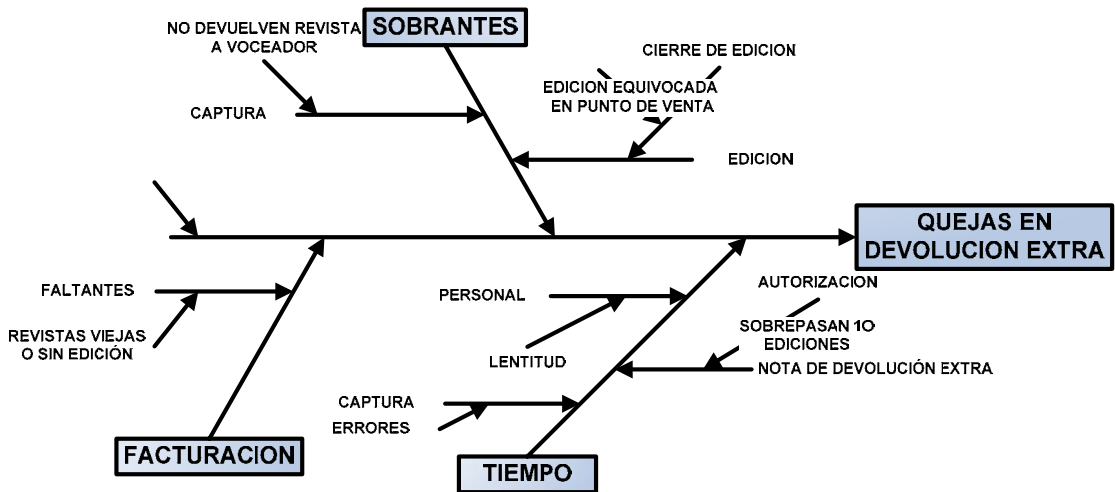 NO DEVUELVEN REVISTA
A VOCEADOR
SOBRANTES
CIERRE DE EDICION
EDICION EQUIVOCADA
EN PUNTO DE VENTA
CAPTURA
EDICION
QUEJAS EN
DEVOLUCION EXTRA
FALTANTES
REVISTAS VIEJAS
O SIN EDICIÓN
PERSONAL
LENTITUD
AUTORIZACION
SOBREPASAN 10
EDICIONES
NOTA DE DEVOLUCIÓN EXTRA
CAPTURA
ERRORES
FACTURACION
TIEMPO